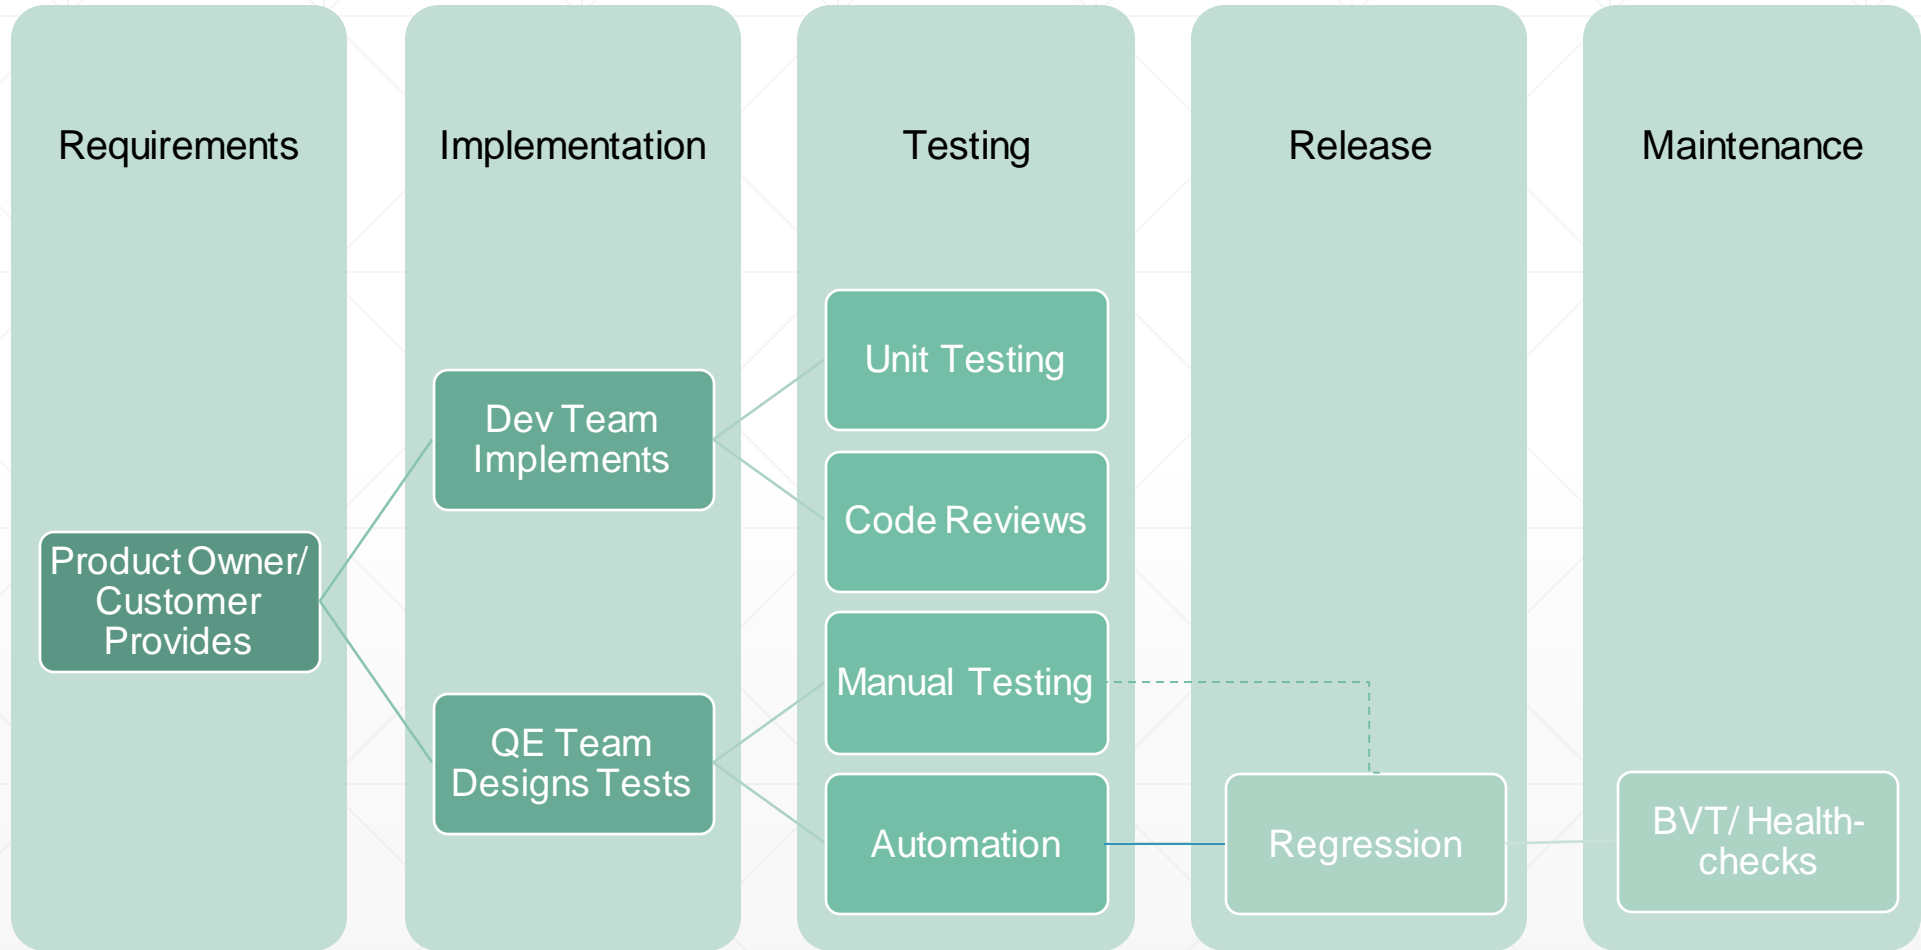 Requirements
Implementation
Testing
Release
Maintenance
Product Owner/
Customer
Provides
Dev Team
Implements
QE Team
Designs Tests
Unit Testing
Code Reviews
Manual Testing
Automation
Regression
BVT/ Health-
checks